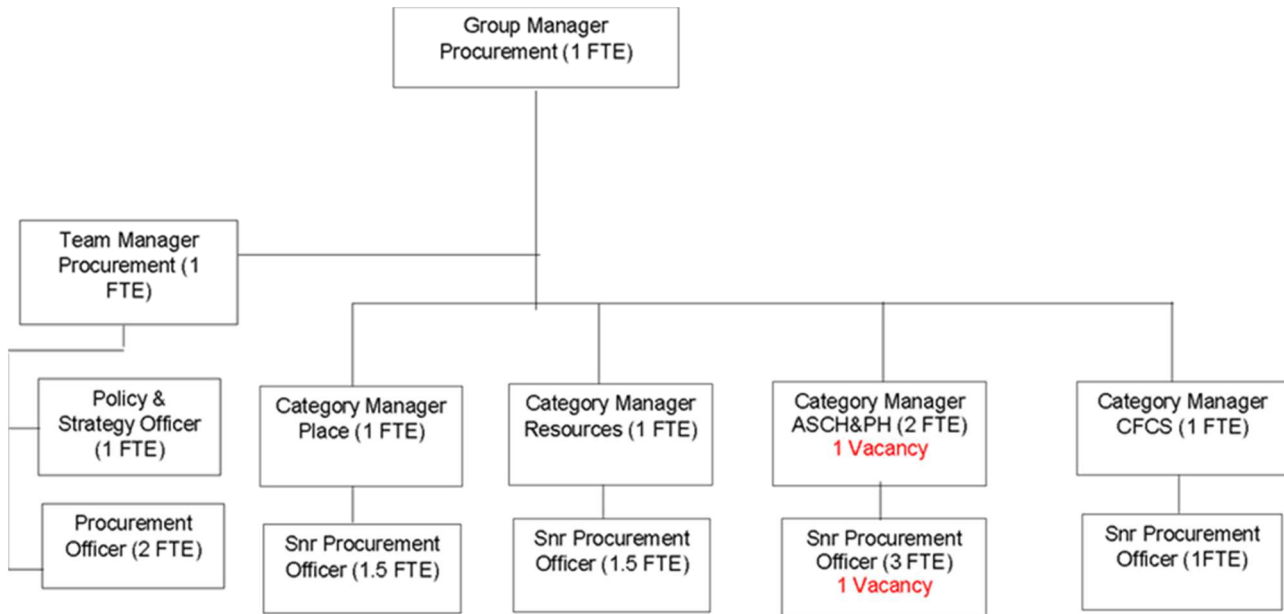 Group Manager
Procurement (1 FTE)
Team Manager
Procurement (1
FTE)
Policy &
Strategy Officer
(1 FTE)
Procurement
Officer (2 FTE)
Category Manager
Place (1 FTE)
Snr Procurement
Officer (1.5 FTE)
Category Manager
Resources (1 FTE)
Snr Procurement
Officer (1.5 FTE)
Category Manager
ASCH&PH (2 FTE)
1 Vacancy
Snr Procurement
Officer (3 FTE)
1 Vacancy
Category Manager
CFCS (1 FTE)
Snr Procurement
Officer (1FTE)